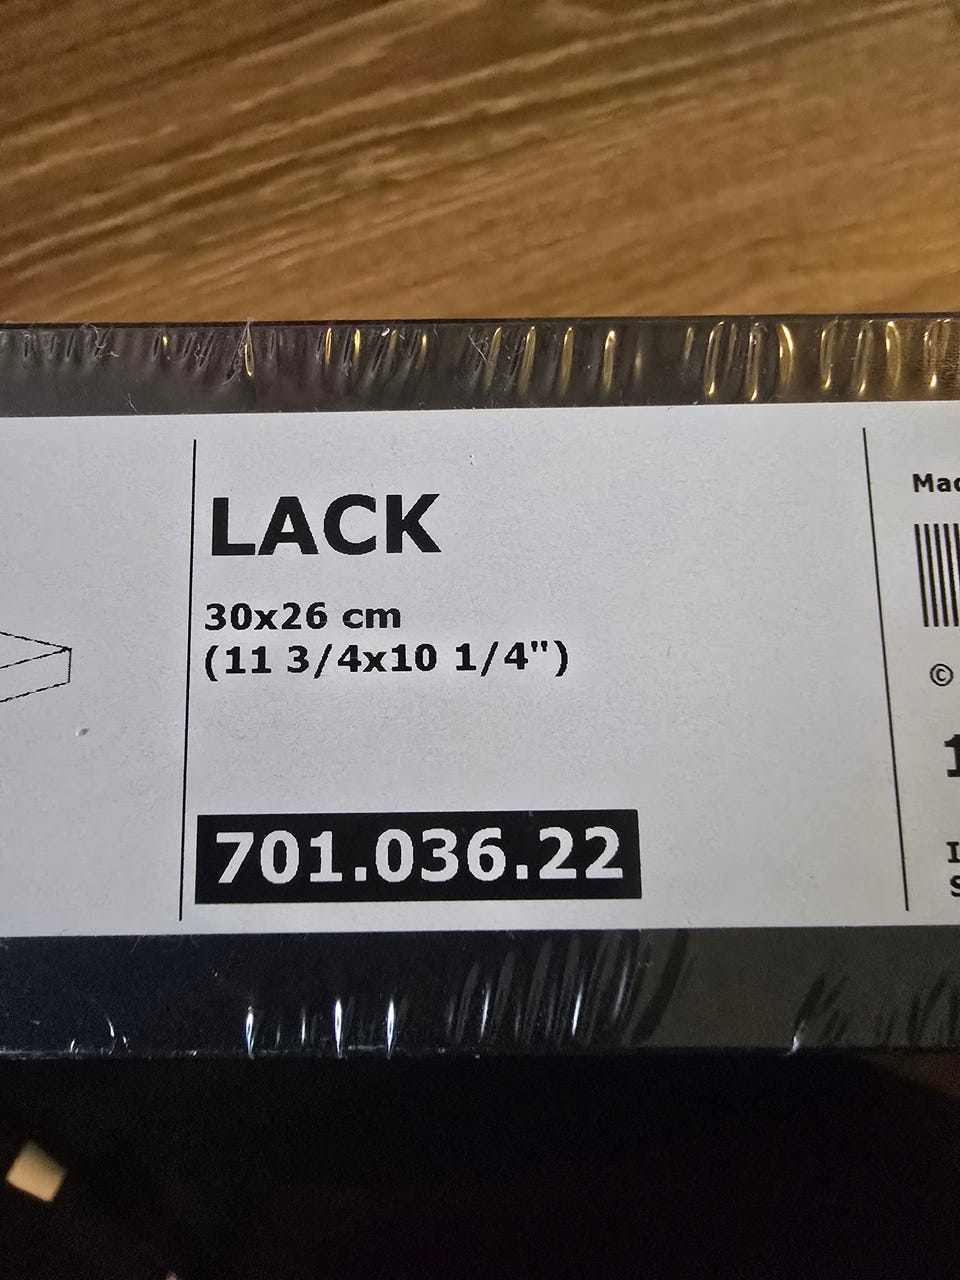 LACK
30x26 cm
(11 3/4x10 1/4")
701.036.22
©